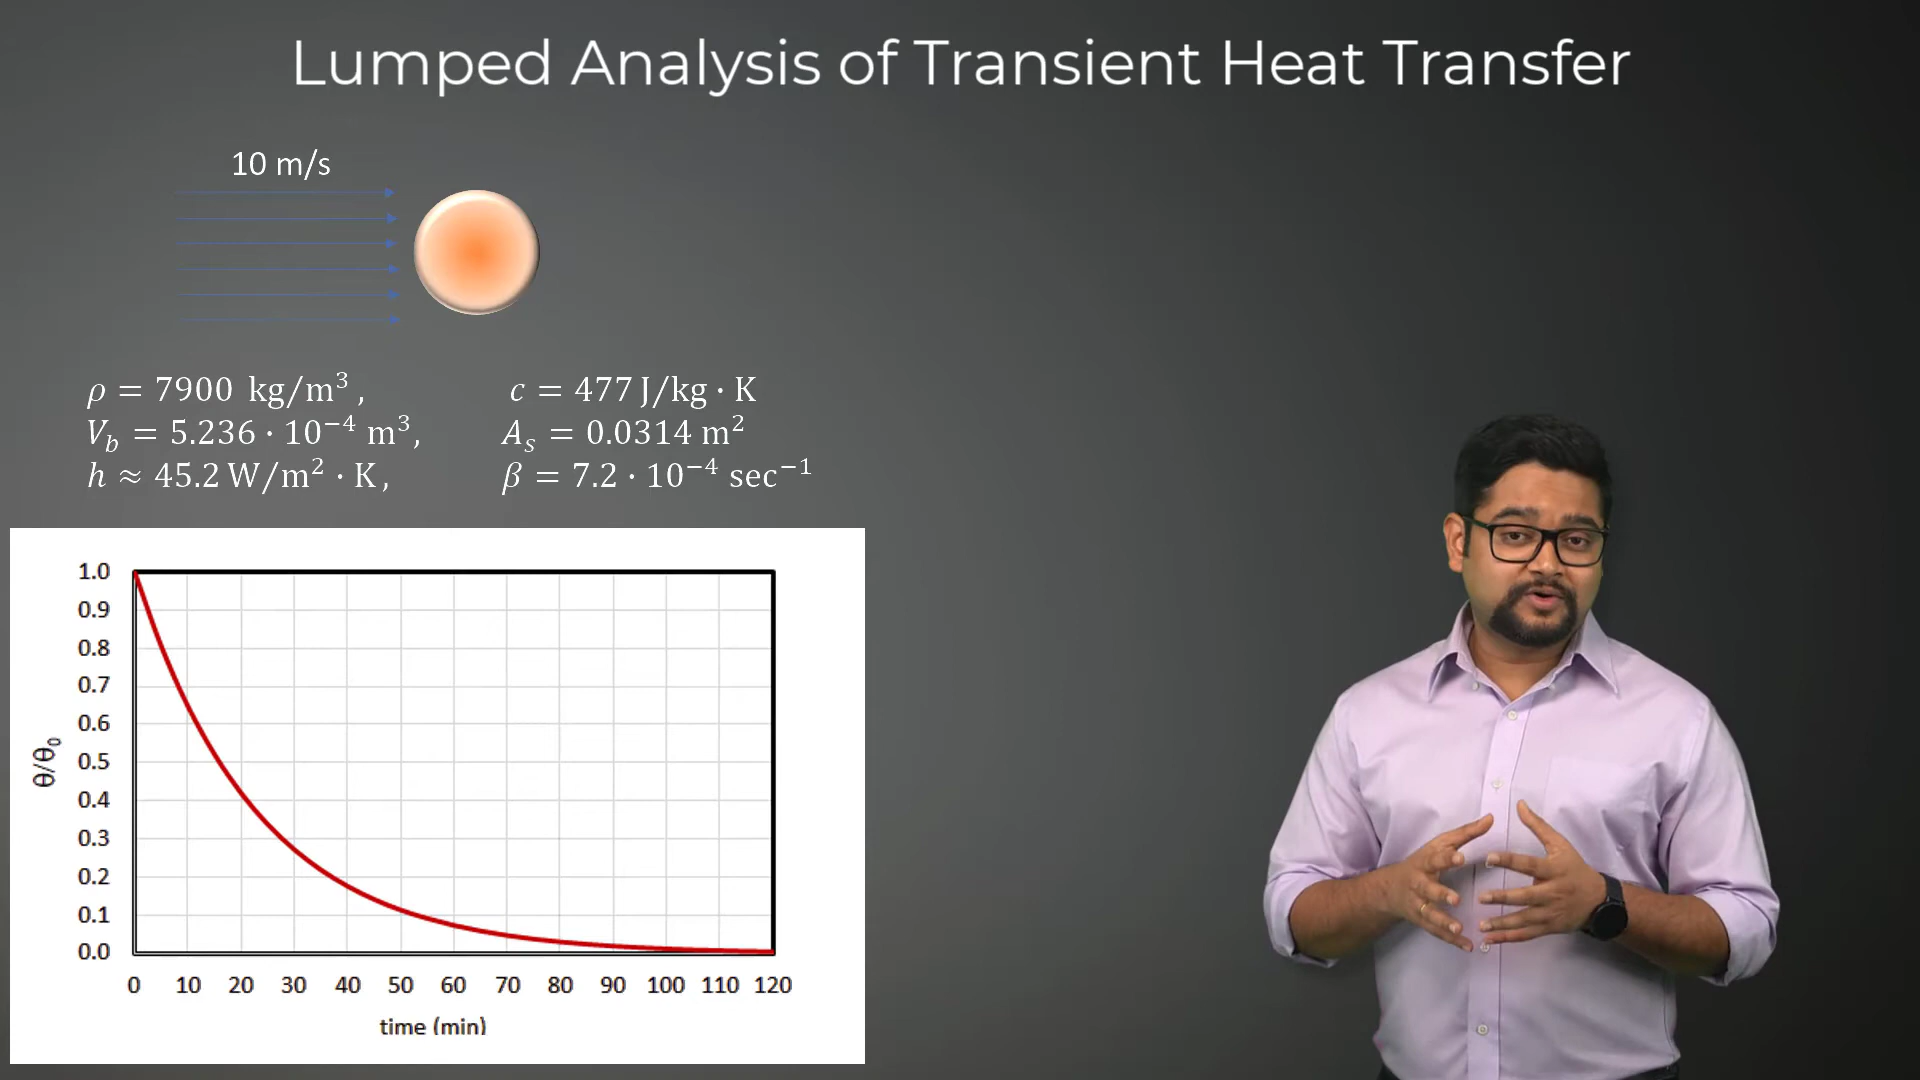 Lumped Analysis of Transient Heat Transfer
10 m/s
ρ = 7900 kg/m³, c = 477 J/kg · K
V_b = 5.236 · 10⁻⁴ m³, A_s = 0.0314 m²
h ≈ 45.2 W/m² · K, β = 7.2 · 10⁻⁴ sec⁻¹
1.0
0.9
0.8
0.7
0.6
0.5
0.4
0.3
0.2
0.1
0.0
θ/θ₀
0 10 20 30 40 50 60 70 80 90 100 110 120
time (min)